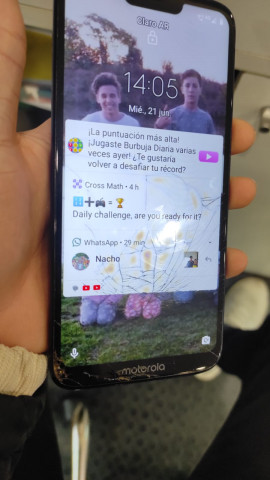 Claro AR
14:05
Mié., 21 jun.
¡La puntuación más alta!
¡Jugaste Burbuja Diaria varias
veces ayer! ¿Te gustaría
volver a desafiar tu récord?
Cross Math • 4 h
Daily challenge, are you ready for it?
WhatsApp • 29 min
Nacho
motorola